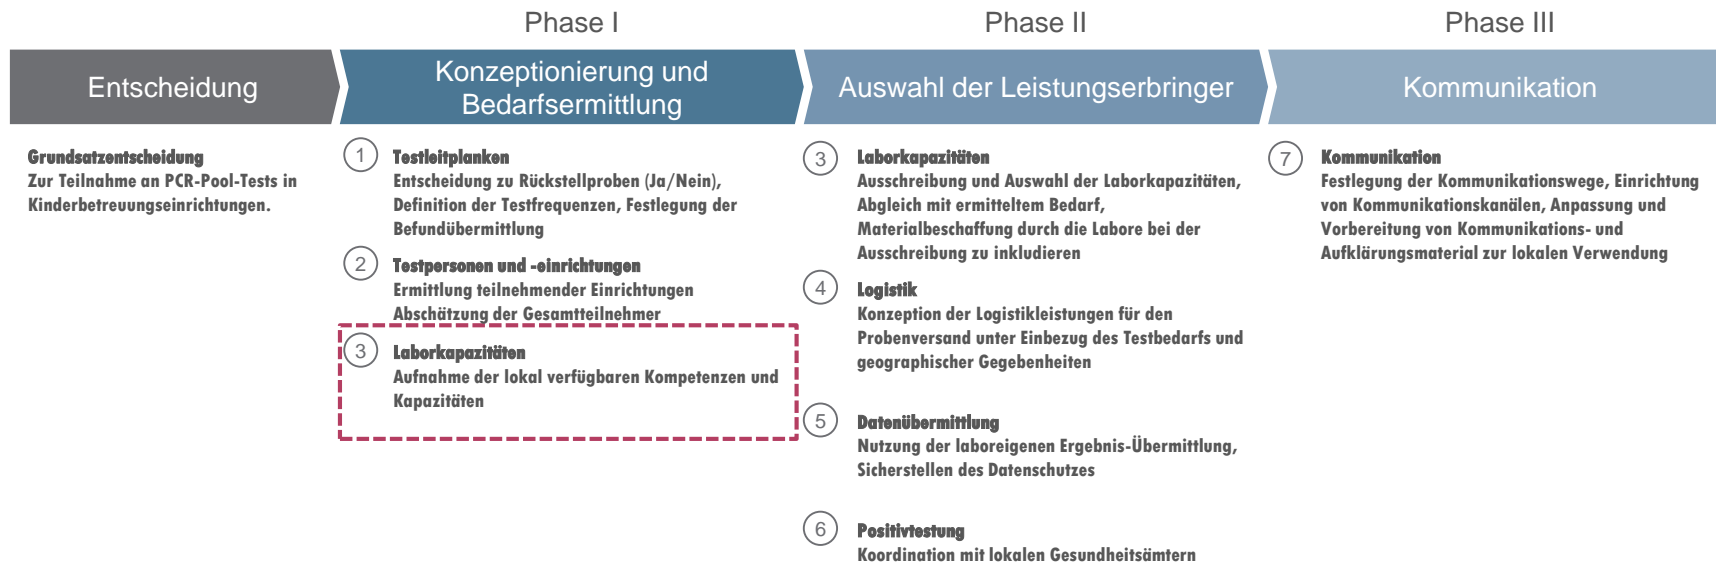 Phase I
Phase II
Phase III
Entscheidung
Konzeptionierung und
Bedarfsermittlung
Auswahl der Leistungserbringer
Kommunikation
Grundsatzentscheidung
Zur Teilnahme an PCR-Pool-Tests in
Kinderbetreuungseinrichtungen.
1 Testleitplanken
Entscheidung zu Rückstellproben (Ja/Nein),
Definition der Testfrequenzen, Festlegung der
Befundübermittlung
2 Testpersonen und -einrichtungen
Ermittlung teilnehmender Einrichtungen
Abschätzung der Gesamtteilnehmer
3 Laborkapazitäten
Aufnahme der lokal verfügbaren Kompetenzen und
Kapazitäten
3 Laborkapazitäten
Ausschreibung und Auswahl der Laborkapazitäten,
Abgleich mit ermitteltem Bedarf,
Materialbeschaffung durch die Labore bei der
Ausschreibung zu inkludieren
4 Logistik
Konzeption der Logistikleistungen für den
Probenversand unter Einbezug des Testbedarfs und
geographischer Gegebenheiten
5 Datenübermittlung
Nutzung der laboreigenen Ergebnis-Übermittlung,
Sicherstellen des Datenschutzes
6 Positivtestung
Koordination mit lokalen Gesundheitsämtern
7 Kommunikation
Festlegung der Kommunikationswege, Einrichtung
von Kommunikationskanälen, Anpassung und
Vorbereitung von Kommunikations- und
Aufklärungsmaterial zur lokalen Verwendung